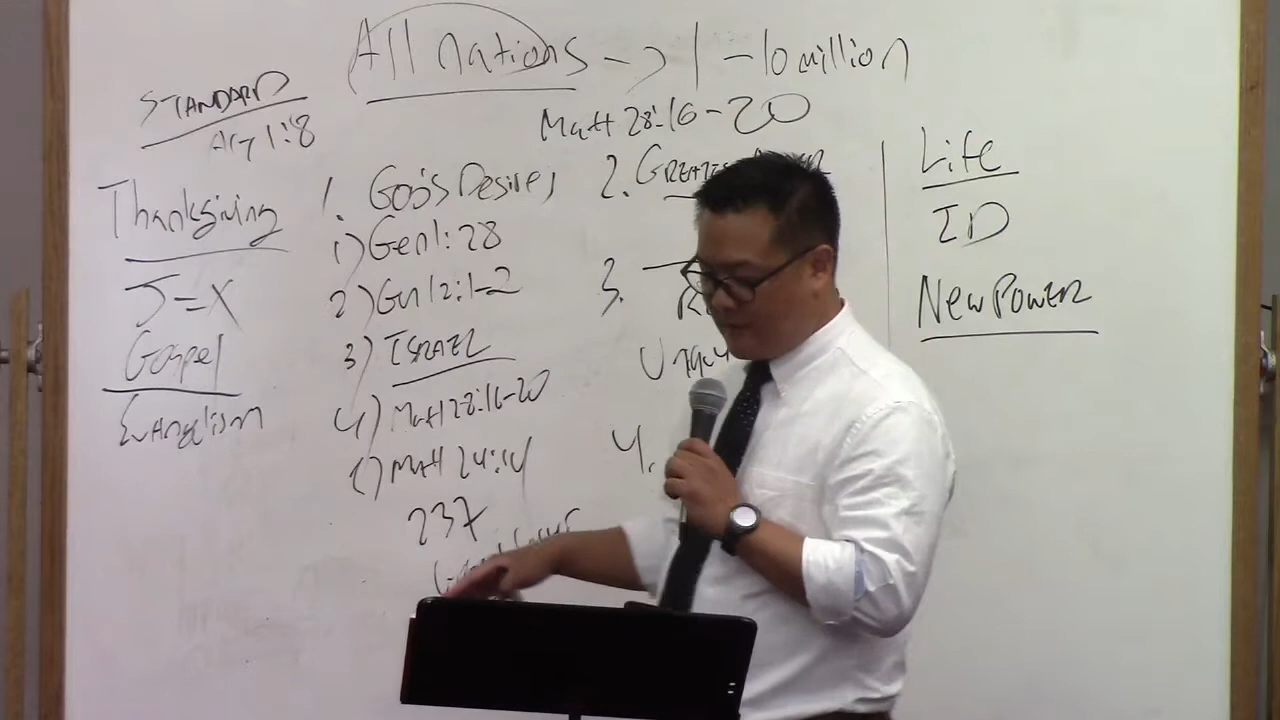 All nations -> 1-10 million
Matt 28:16-20
STANDARD
Acts 1:8
Thanksgiving
J=X
Gospel
Evangelism
1. GOD'S Desire,
1) Gen 1:28
2) Gen 12:1-2
3) ISRAEL
4) Matt 28:16-20
5) Matt 24:14
237
2.
3.
4.
Life
ID
New POWER